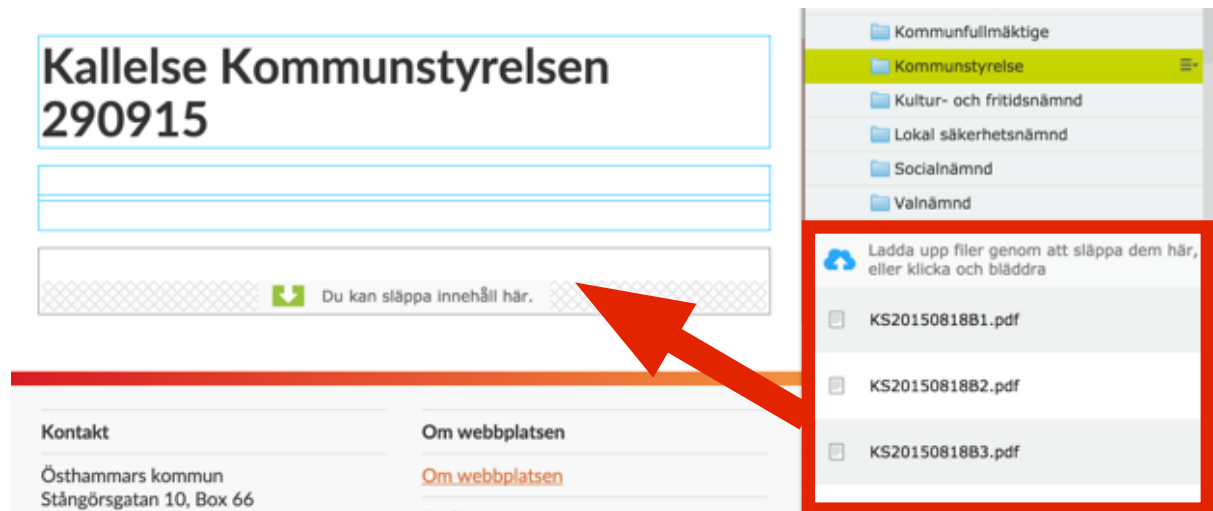 Kallelse Kommunstyrelsen
290915
Du kan släppa innehåll här.
Kontakt
Östhammars kommun
Stångörsgatan 10, Box 66
Om webbplatsen
Om webbplatsen
Kommunfullmäktige
Kommunstyrelse
Kultur- och fritidsnämnd
Lokal säkerhetsnämnd
Socialnämnd
Valnämnd
Ladda upp filer genom att släppa dem här,
eller klicka och bläddra
KS20150818B1.pdf
KS20150818B2.pdf
KS20150818B3.pdf